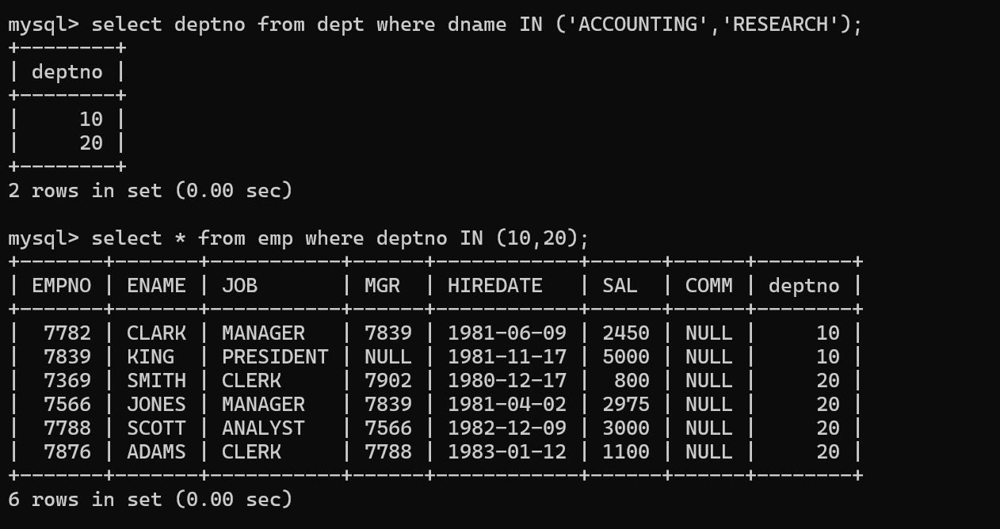 mysql> select deptno from dept where dname IN ('ACCOUNTING','RESEARCH');
+--------+
| deptno |
+--------+
|     10 |
|     20 |
+--------+
2 rows in set (0.00 sec)

mysql> select * from emp where deptno IN (10,20);
+-------+-------+-----------+------+------------+------+------+--------+
| EMPNO | ENAME | JOB       | MGR  | HIREDATE   | SAL  | COMM | deptno |
+-------+-------+-----------+------+------------+------+------+--------+
|  7782 | CLARK | MANAGER   | 7839 | 1981-06-09 | 2450 | NULL |     10 |
|  7839 | KING  | PRESIDENT | NULL | 1981-11-17 | 5000 | NULL |     10 |
|  7369 | SMITH | CLERK     | 7902 | 1980-12-17 |  800 | NULL |     20 |
|  7566 | JONES | MANAGER   | 7839 | 1981-04-02 | 2975 | NULL |     20 |
|  7788 | SCOTT | ANALYST   | 7566 | 1982-12-09 | 3000 | NULL |     20 |
|  7876 | ADAMS | CLERK     | 7788 | 1983-01-12 | 1100 | NULL |     20 |
+-------+-------+-----------+------+------------+------+------+--------+
6 rows in set (0.00 sec)